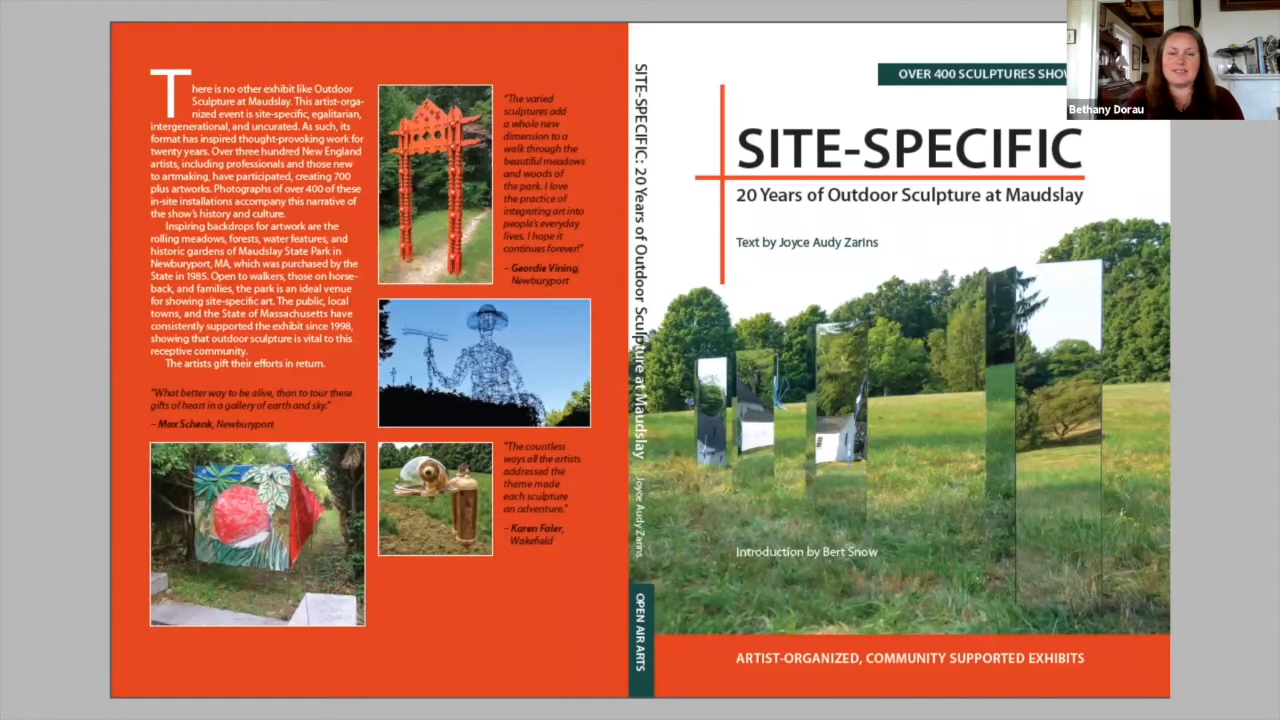 There is no other exhibit like Outdoor
Sculpture at Maudslay. This artist-orga-
nized event is site-specific, egalitarian,
intergenerational, and uncurated. As such, its
format has inspired thought-provoking work for
twenty years. Over three hundred New England
artists, including professionals and those new
to artmaking, have participated, creating 700
plus artworks. Photographs of over 400 of these
in-site installations accompany this narrative of
the show's history and culture.
Inspiring backdrops for artwork are the
rolling meadows, forests, water features, and
historic gardens of Maudslay State Park in
Newburyport, MA, which was purchased by the
State in 1985. Open to walkers, those on horse-
back, and families, the park is an ideal venue
for showing site-specific art. The public, local
towns, and the State of Massachusetts have
consistently supported the exhibit since 1998,
showing that outdoor sculpture is vital to this
receptive community.
The artists gift their efforts in return.
"What better way to be alive, than to tour these
gifts of heart in a gallery of earth and sky."
– Max Schenk, Newburyport
"The varied
sculptures add
a whole new
dimension to a
walk through the
beautiful meadows
and woods of
the park. I love
the practice of
integrating art into
people's everyday
lives. I hope it
continues forever!"
– Geordie Vining,
Newburyport
"The countless
ways all the artists
addressed the
theme made
each sculpture
an adventure."
– Karen Faler,
Wakefield
SITE-SPECIFIC: 20 Years of Outdoor Sculpture at Maudslay Joyce Audy Zarins
OPEN AIR ARTS
OVER 400 SCULPTURES
SITE-SPECIFIC
20 Years of Outdoor Sculpture at Maudslay
Text by Joyce Audy Zarins
Introduction by Bert Snow
ARTIST-ORGANIZED, COMMUNITY SUPPORTED EXHIBITS
Bethany Dorau